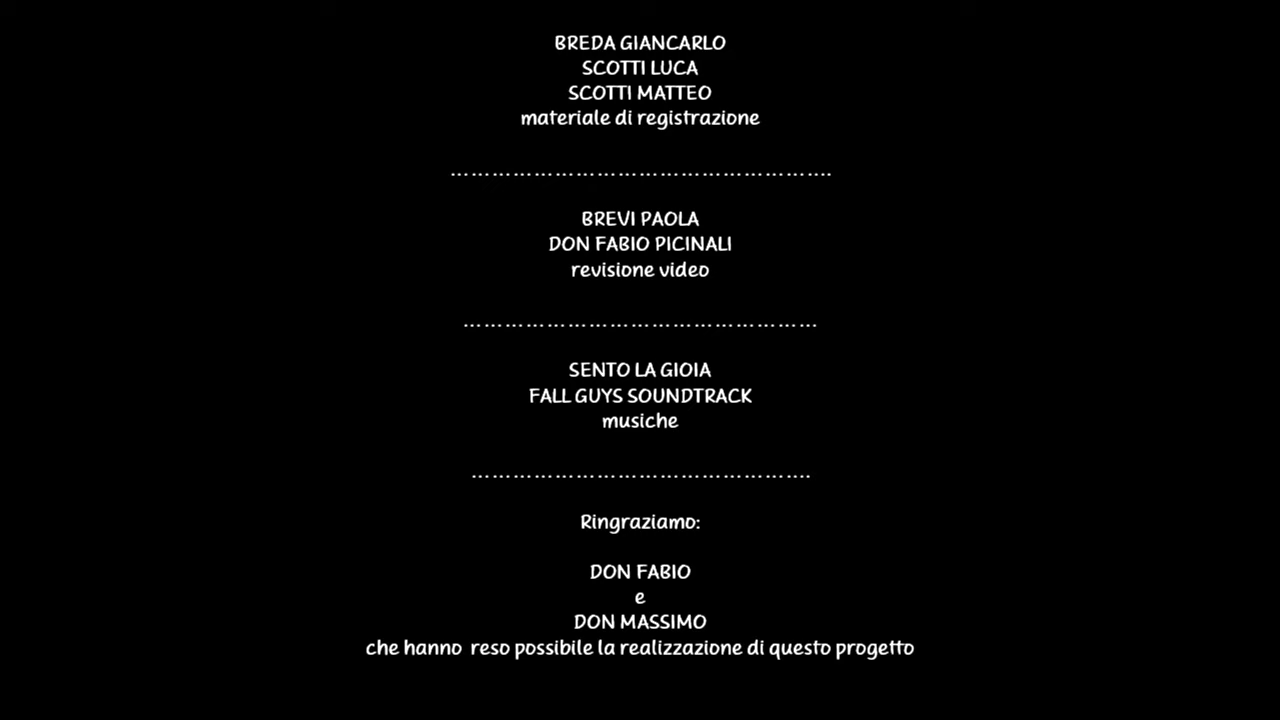 BREDA GIANCARLO
SCOTTI LUCA
SCOTTI MATTEO
materiale di registrazione
……………………………………………….
BREVI PAOLA
DON FABIO PICINALI
revisione video
……………………………………………
SENTO LA GIOIA
FALL GUYS SOUNDTRACK
musiche
………………………………………….
Ringraziamo:
DON FABIO
e
DON MASSIMO
che hanno  reso possibile la realizzazione di questo progetto